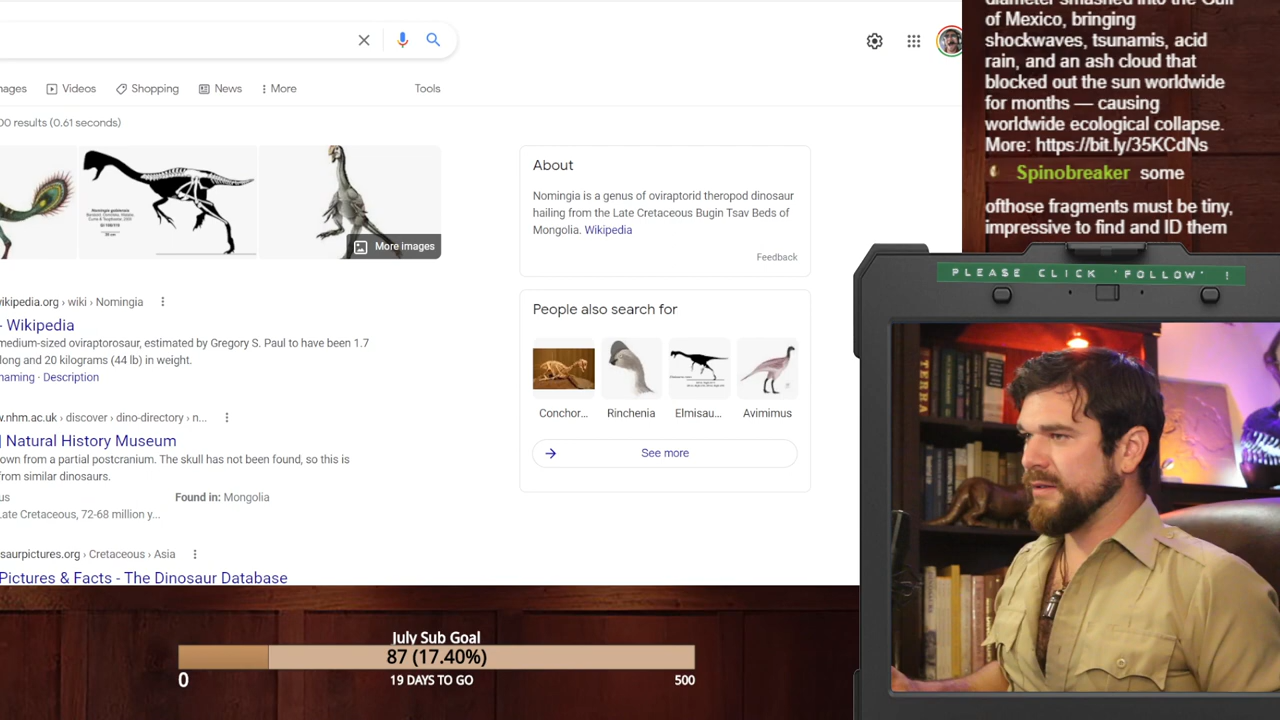 ages
Videos
Shopping
News
More
Tools
00 results (0.61 seconds)
More images
About
Nomingia is a genus of oviraptorid theropod dinosaur
hailing from the Late Cretaceous Bugin Tsav Beds of
Mongolia. Wikipedia
Feedback
People also search for
Conchor...
Rinchenia
Elmisau...
Avimimus
See more
wikipedia.org › wiki › Nomingia
- Wikipedia
medium-sized oviraptorosaur, estimated by Gregory S. Paul to have been 1.7
long and 20 kilograms (44 lb) in weight.
naming · Description
w.nhm.ac.uk › discover › dino-directory › n...
| Natural History Museum
own from a partial postcranium. The skull has not been found, so this is
from similar dinosaurs.
us
Found in: Mongolia
Late Cretaceous, 72-68 million y...
saurpictures.org › Cretaceous › Asia
Pictures & Facts - The Dinosaur Database
July Sub Goal
87 (17.40%)
0
19 DAYS TO GO
500
diameter smashed into the Gulf
of Mexico, bringing
shockwaves, tsunamis, acid
rain, and an ash cloud that
blocked out the sun worldwide
for months — causing
worldwide ecological collapse.
More: https://bit.ly/35KCdNs
Spinobreaker some
ofthose fragments must be tiny,
impressive to find and ID them
PLEASE CLICK 'FOLLOW' !
TERRA